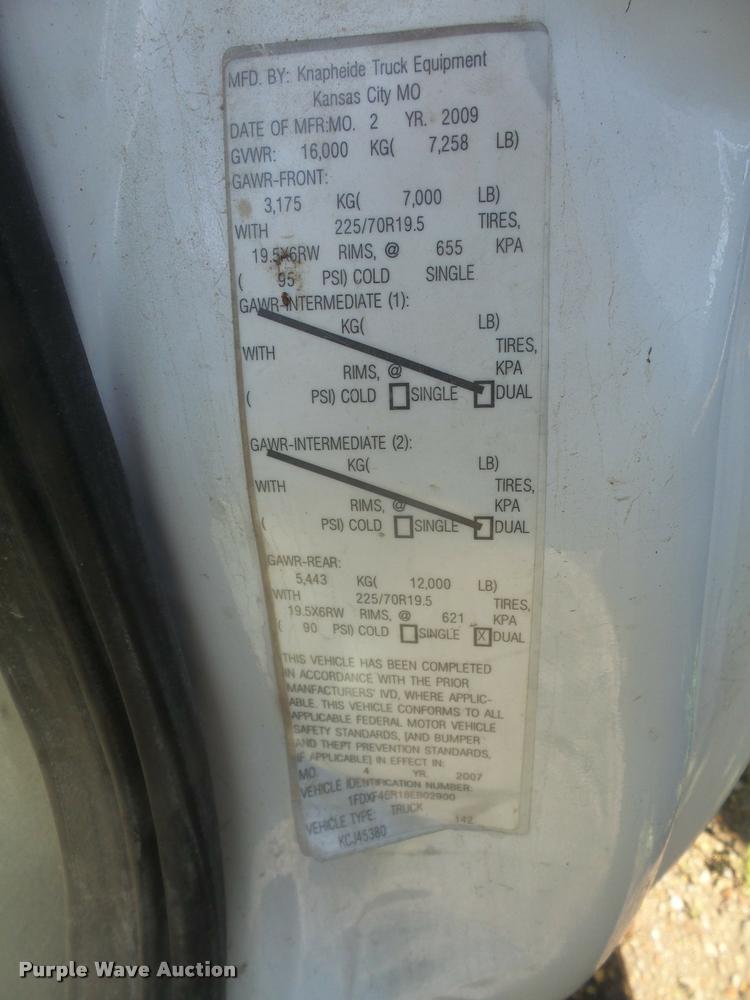 MFD. BY: Knapheide Truck Equipment
Kansas City MO
DATE OF MFR:MO. 2 YR. 2009
GVWR: 16,000 KG( 7,258 LB)
GAWR-FRONT:
3,175 KG( 7,000 LB)
WITH 225/70R19.5 TIRES,
19.5X6RW RIMS, @ 655 KPA
( 95 PSI) COLD SINGLE
GAWR-INTERMEDIATE (1):
KG( LB)
WITH TIRES,
RIMS, @ KPA
( PSI) COLD SINGLE DUAL
GAWR-INTERMEDIATE (2):
KG( LB)
WITH TIRES,
RIMS, @ KPA
( PSI) COLD SINGLE DUAL
GAWR-REAR:
5,443 KG( 12,000 LB)
WITH 225/70R19.5 TIRES,
19.5X6RW RIMS, @ 621 KPA
( 90 PSI) COLD SINGLE X DUAL
THIS VEHICLE HAS BEEN COMPLETED
IN ACCORDANCE WITH THE PRIOR
MANFACTURERS' IVD, WHERE APPLIC-
ABLE. THIS VEHICLE CONFORMS TO ALL
APPLICABLE FEDERAL MOTOR VEHICLE
SAFETY STANDARDS, [AND BUMPER
AND THEFT PREVENTION STANDARDS,
IF APPLICABLE] IN EFFECT IN:
MO. 4 YR. 2007
VEHICLE IDENTIFICATION NUMBER:
1FDXF46R18EB02900
VEHICLE TYPE: TRUCK 142
KCJ45380
Purple Wave Auction